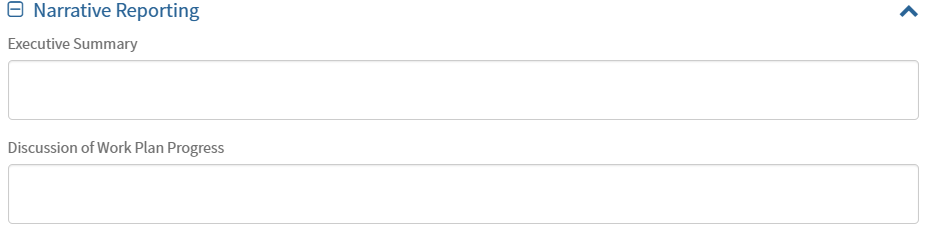 Narrative Reporting
Executive Summary
Discussion of Work Plan Progress